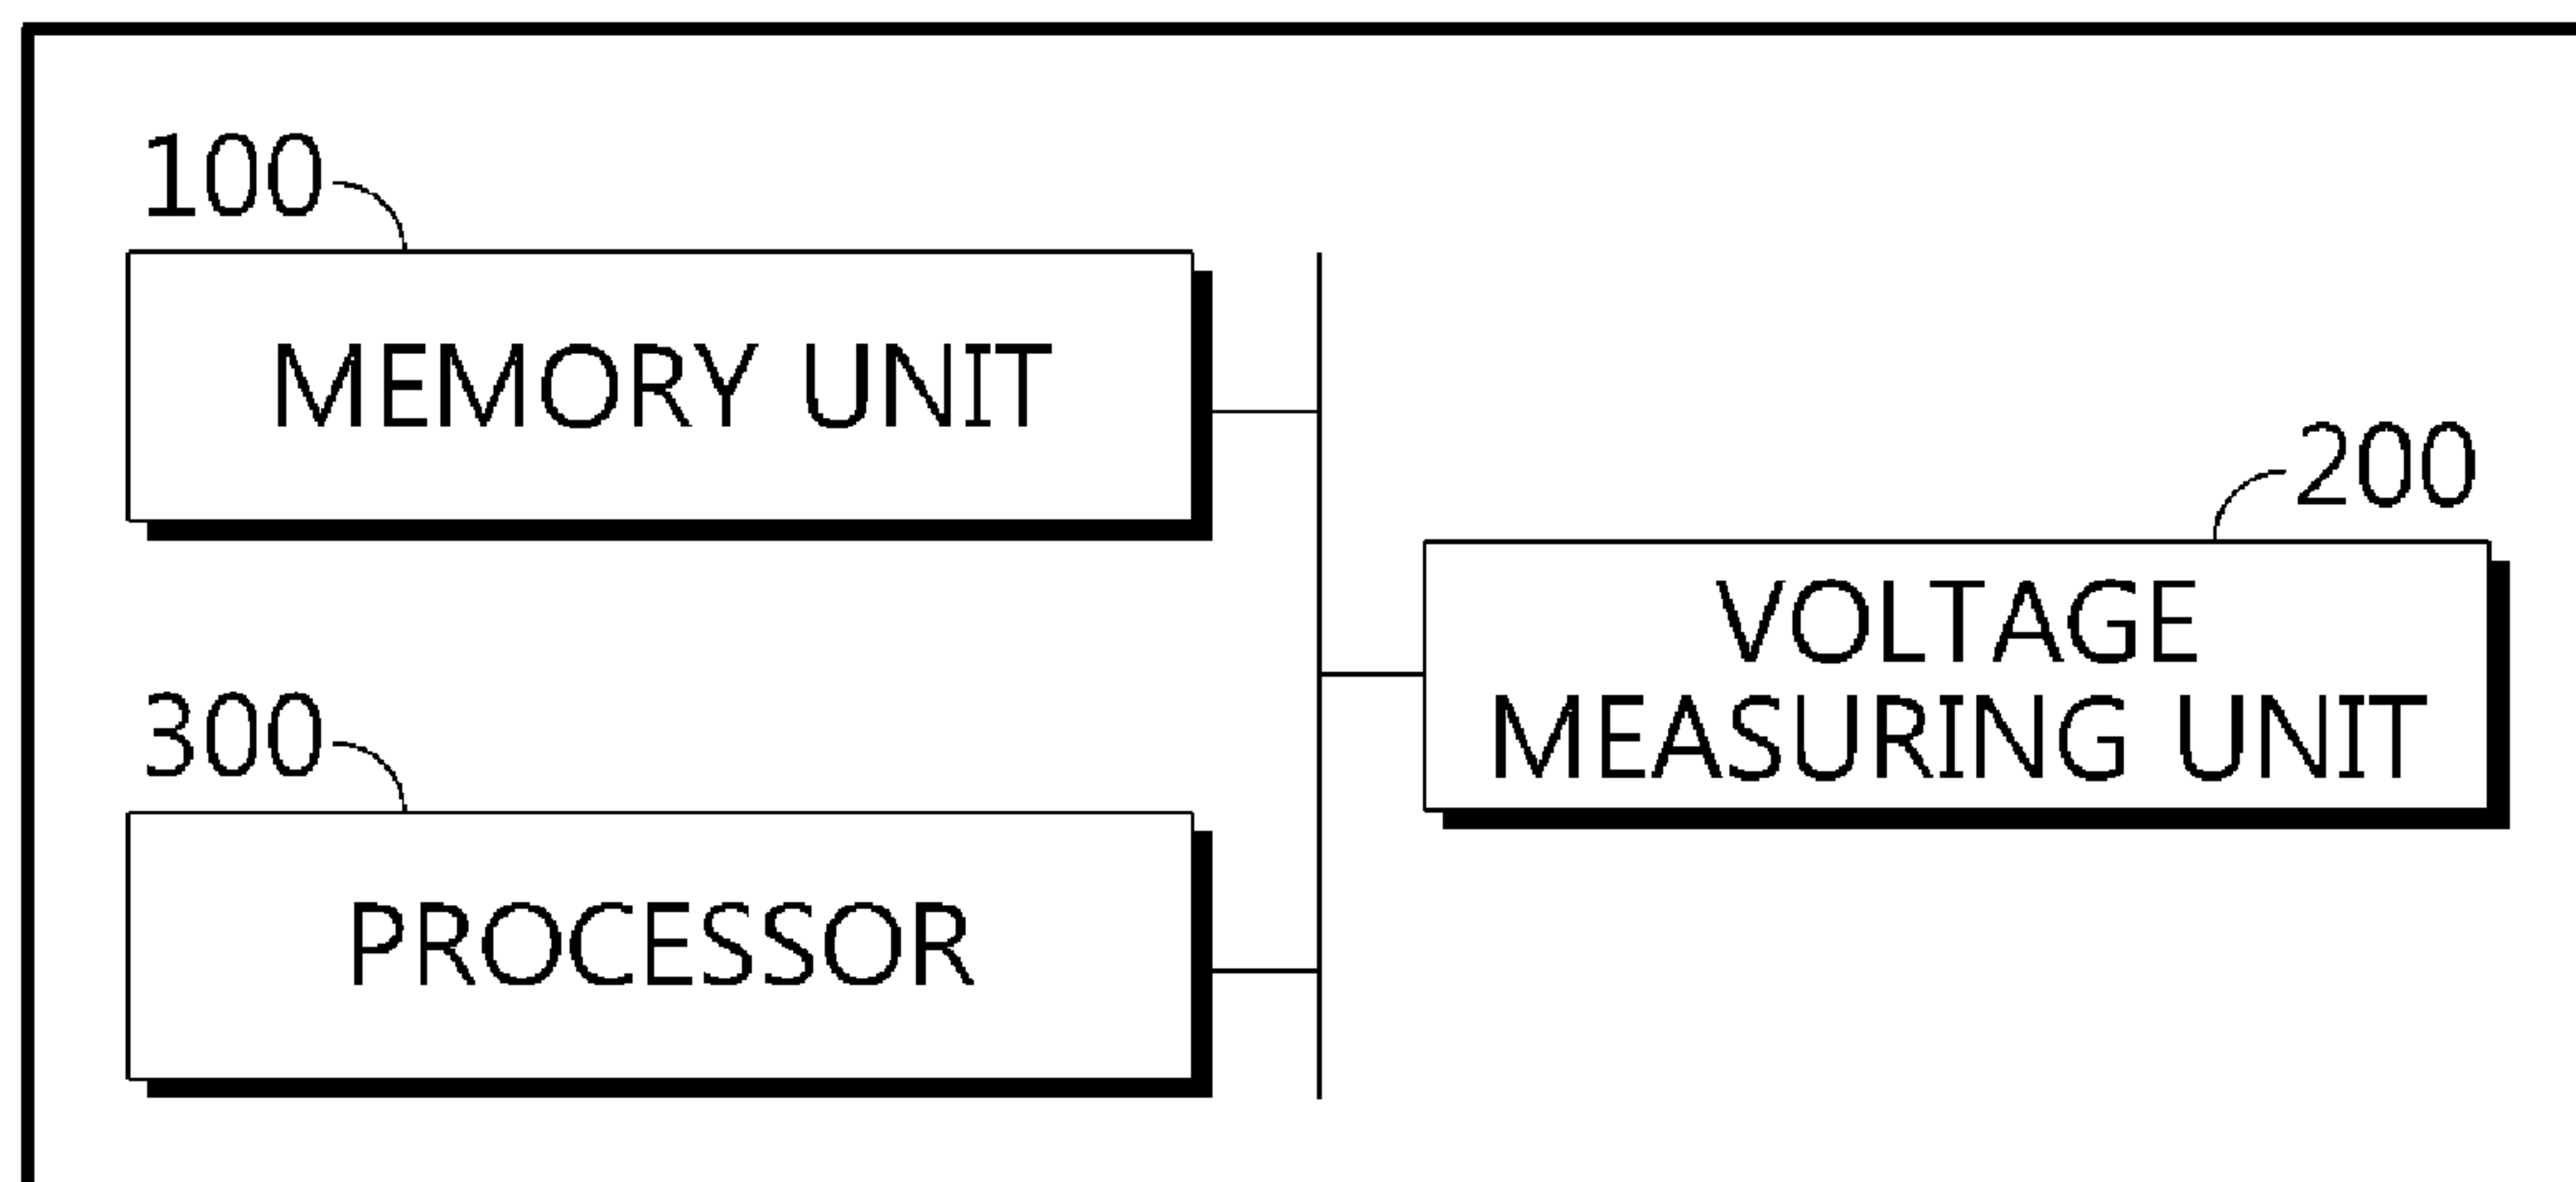 100
MEMORY UNIT
200
VOLTAGE
MEASURING UNIT
300
PROCESSOR